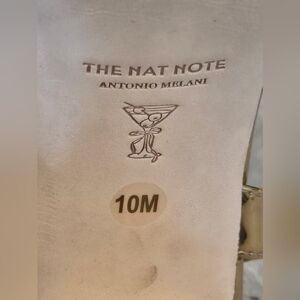 THE NAT NOTE
ANTONIO MELANI
10M